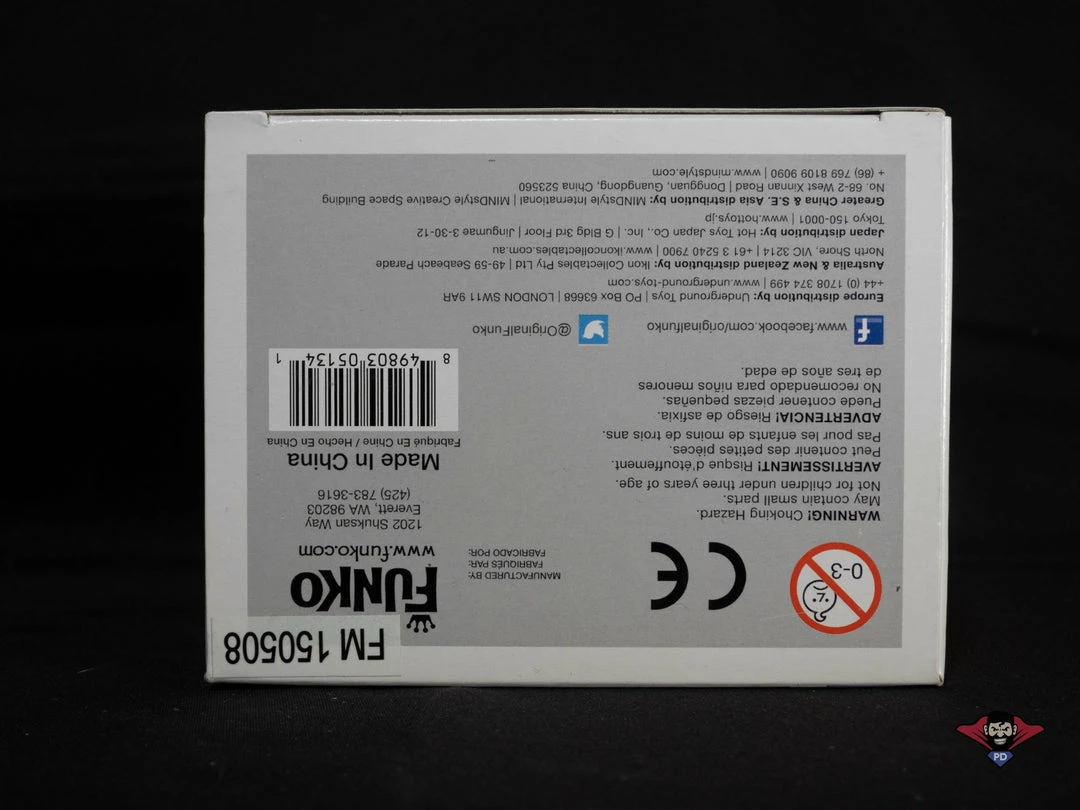 FM 150508
FUNKO
www.funko.com
1202 Shuksan Way
Everett, WA 98203
(425) 783-3616
Made In China
Fabriqué En Chine / Hecho En China
8 49803 05134 1
MANUFACTURED BY:
FABRIQUÉS PAR:
FABRICADO POR:
CE
0-3
WARNING! Choking Hazard.
May contain small parts.
Not for children under three years of age.
AVERTISSEMENT! Risque d'étouffement.
Peut contenir des petites pièces.
Pas pour les enfants de moins de trois ans.
ADVERTENCIA! Riesgo de asfixia.
Puede contener piezas pequeñas.
No recomendado para niños menores
de tres años de edad.
www.facebook.com/originalfunko
@OriginalFunko
Europe distribution by: Underground Toys | PO Box 63668 | LONDON SW11 9AR
+44 (0) 1708 374 499 | www.underground-toys.com
Australia & New Zealand distribution by: Ikon Collectables Pty Ltd | 49-59 Seabeach Parade
North Shore, VIC 3214 | +61 3 5240 7900 | www.ikoncollectables.com.au
Japan distribution by: Hot Toys Japan Co., Inc. | G Bldg 3rd Floor | Jingumae 3-30-12
Tokyo 150-0001 | www.hottoys.jp
Greater China & S.E. Asia distribution by: MINDstyle International | MINDstyle Creative Space Building
No. 68-2 West Xinnan Road | Dongguan, Guangdong, China 523560
+ (86) 769 8109 9090 | www.mindstyle.com
PD